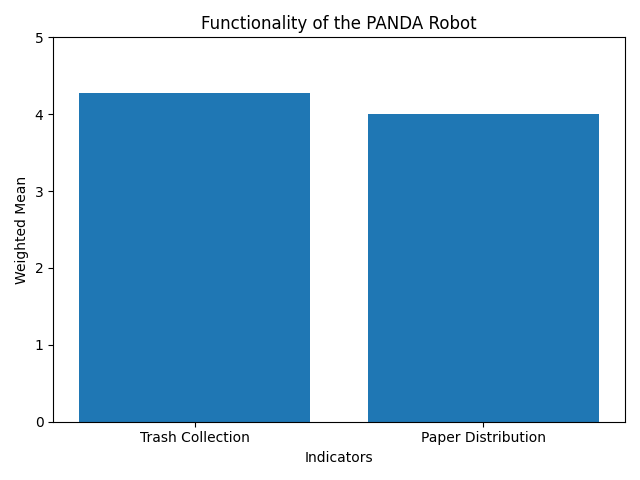 Functionality of the PANDA Robot
5
4
3
2
1
0
Weighted Mean
Trash Collection
Paper Distribution
Indicators